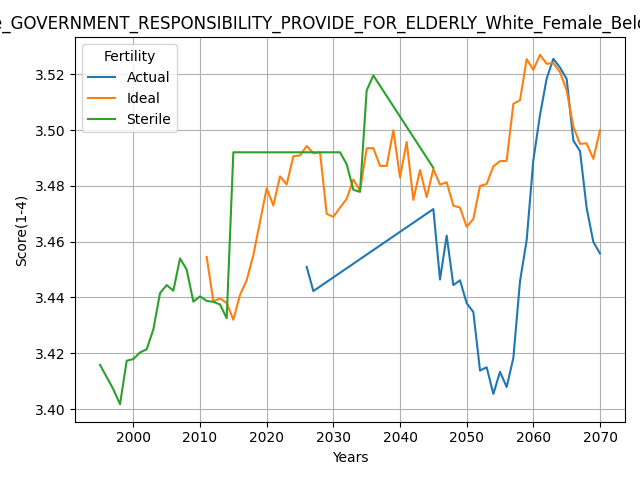 e_GOVERNMENT_RESPONSIBILITY_PROVIDE_FOR_ELDERLY_White_Female_Belo
Fertility
Actual
Ideal
Sterile
Score(1-4)
3.52
3.50
3.48
3.46
3.44
3.42
3.40
2000 2010 2020 2030 2040 2050 2060 2070
Years